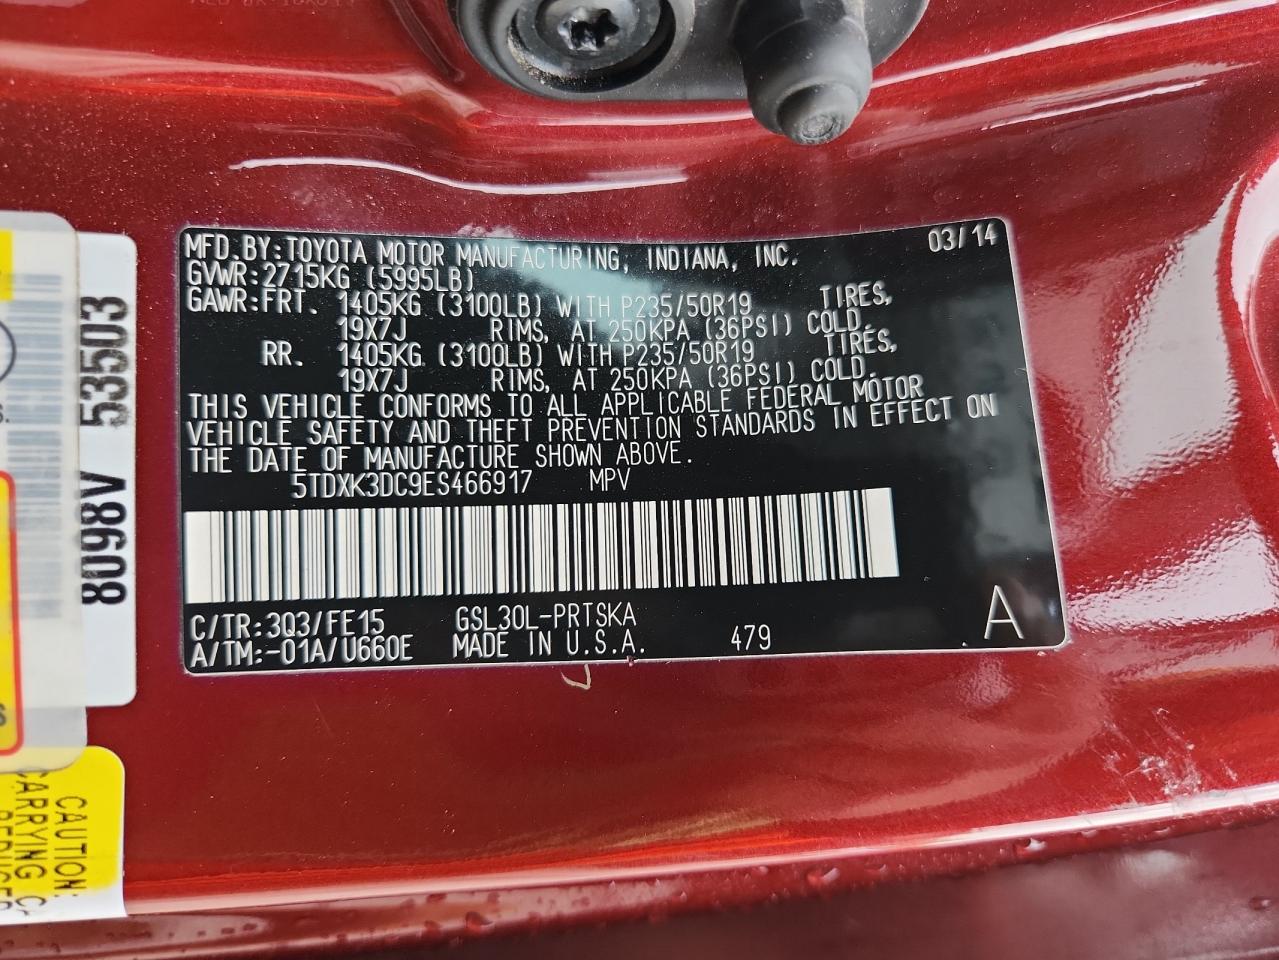 MFD.BY:TOYOTA MOTOR MANUFACTURING, INDIANA, INC. 03/14
GVWR:2715KG (5995LB)
GAWR:FRT. 1405KG (3100LB) WITH P235/50R19 TIRES,
19X7J RIMS, AT 250KPA (36PSI) COLD.
RR. 1405KG (3100LB) WITH P235/50R19 TIRES,
19X7J RIMS, AT 250KPA (36PSI) COLD.
THIS VEHICLE CONFORMS TO ALL APPLICABLE FEDERAL MOTOR
VEHICLE SAFETY AND THEFT PREVENTION STANDARDS IN EFFECT ON
THE DATE OF MANUFACTURE SHOWN ABOVE.
5TDXK3DC9ES466917 MPV
C/TR:3Q3/FE15 GSL30L-PRTSKA
A/TM:-01A/U660E MADE IN U.S.A. 479 A
8098V 53503
CAUTION:
CARRYING